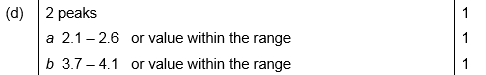 (d) 2 peaks 1
a 2.1 – 2.6 or value within the range 1
b 3.7 – 4.1 or value within the range 1